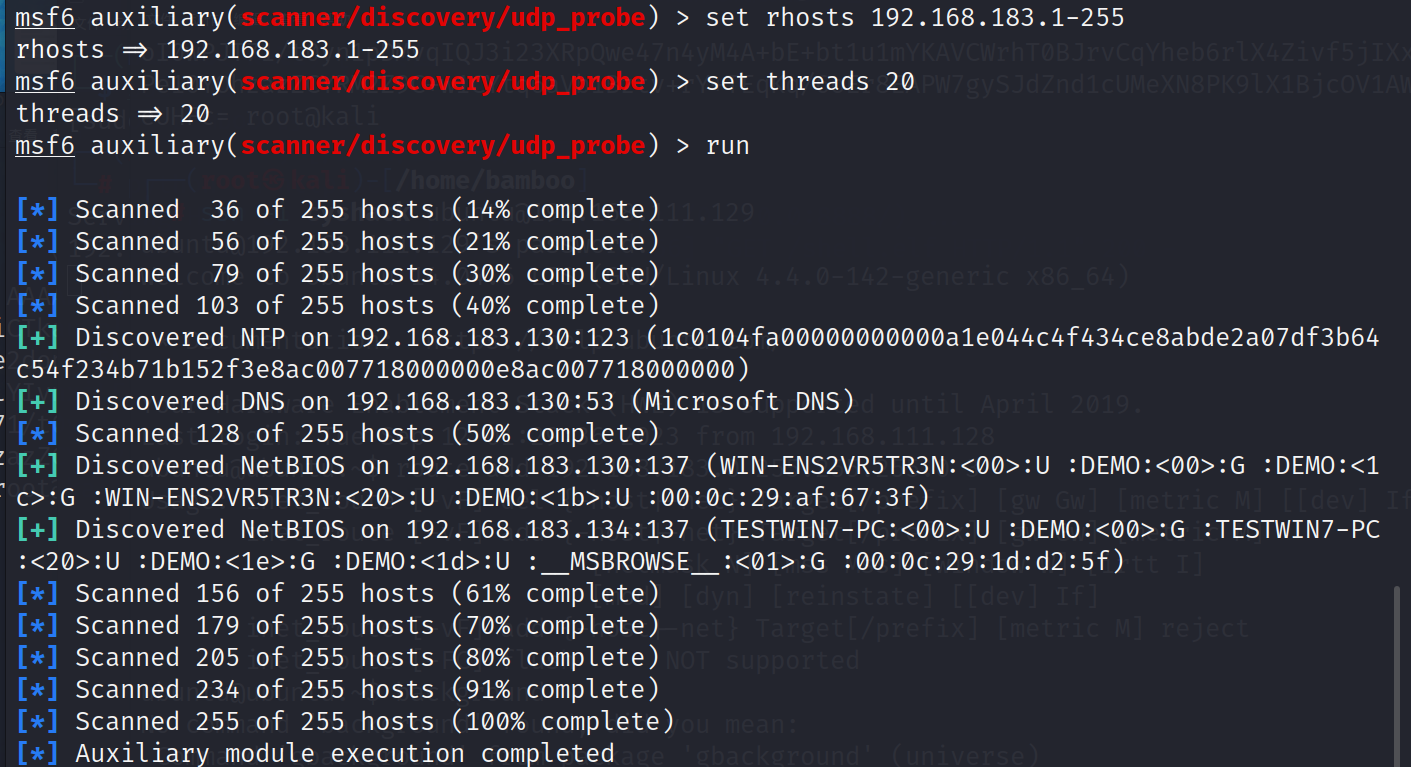 msf6 auxiliary(scanner/discovery/udp_probe) > set rhosts 192.168.183.1-255
rhosts => 192.168.183.1-255
msf6 auxiliary(scanner/discovery/udp_probe) > set threads 20
threads => 20
msf6 auxiliary(scanner/discovery/udp_probe) > run
[*] Scanned  36 of 255 hosts (14% complete)
[*] Scanned  56 of 255 hosts (21% complete)
[*] Scanned  79 of 255 hosts (30% complete)
[*] Scanned 103 of 255 hosts (40% complete)
[+] Discovered NTP on 192.168.183.130:123 (1c0104fa00000000000a1e044c4f434ce8abde2a07df3b64
c54f234b71b152f3e8ac007718000000e8ac007718000000)
[+] Discovered DNS on 192.168.183.130:53 (Microsoft DNS)
[*] Scanned 128 of 255 hosts (50% complete)
[+] Discovered NetBIOS on 192.168.183.130:137 (WIN-ENS2VR5TR3N:<00>:U :DEMO:<00>:G :DEMO:<1
c>:G :WIN-ENS2VR5TR3N:<20>:U :DEMO:<1b>:U :00:0c:29:af:67:3f)
[+] Discovered NetBIOS on 192.168.183.134:137 (TESTWIN7-PC:<00>:U :DEMO:<00>:G :TESTWIN7-PC
:<20>:U :DEMO:<1e>:G :DEMO:<1d>:U :__MSBROWSE__:<01>:G :00:0c:29:1d:d2:5f)
[*] Scanned 156 of 255 hosts (61% complete)
[*] Scanned 179 of 255 hosts (70% complete)
[*] Scanned 205 of 255 hosts (80% complete)
[*] Scanned 234 of 255 hosts (91% complete)
[*] Scanned 255 of 255 hosts (100% complete)
[*] Auxiliary module execution completed